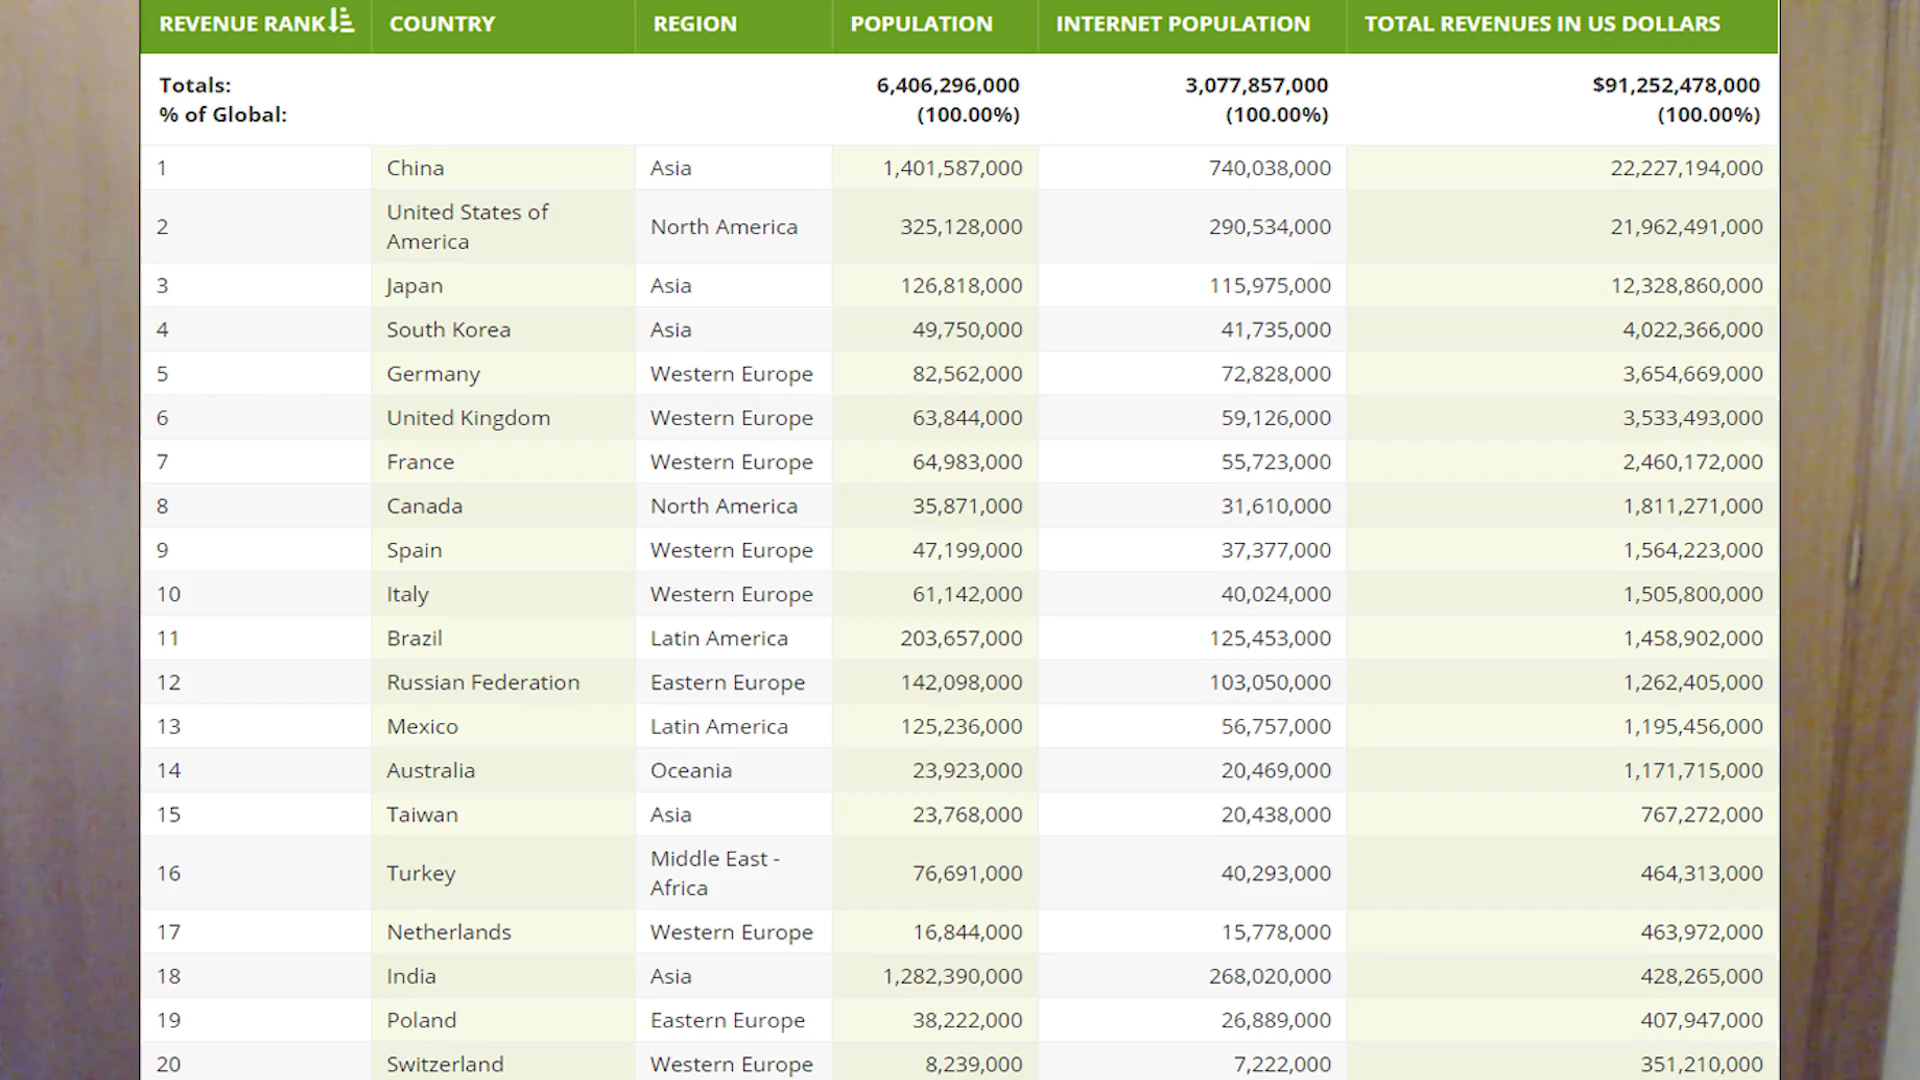 REVENUE RANK COUNTRY REGION POPULATION INTERNET POPULATION TOTAL REVENUES IN US DOLLARS
Totals: 6,406,296,000 3,077,857,000 $91,252,478,000
% of Global: (100.00%) (100.00%) (100.00%)
1 China Asia 1,401,587,000 740,038,000 22,227,194,000
2 United States of America North America 325,128,000 290,534,000 21,962,491,000
3 Japan Asia 126,818,000 115,975,000 12,328,860,000
4 South Korea Asia 49,750,000 41,735,000 4,022,366,000
5 Germany Western Europe 82,562,000 72,828,000 3,654,669,000
6 United Kingdom Western Europe 63,844,000 59,126,000 3,533,493,000
7 France Western Europe 64,983,000 55,723,000 2,460,172,000
8 Canada North America 35,871,000 31,610,000 1,811,271,000
9 Spain Western Europe 47,199,000 37,377,000 1,564,223,000
10 Italy Western Europe 61,142,000 40,024,000 1,505,800,000
11 Brazil Latin America 203,657,000 125,453,000 1,458,902,000
12 Russian Federation Eastern Europe 142,098,000 103,050,000 1,262,405,000
13 Mexico Latin America 125,236,000 56,757,000 1,195,456,000
14 Australia Oceania 23,923,000 20,469,000 1,171,715,000
15 Taiwan Asia 23,768,000 20,438,000 767,272,000
16 Turkey Middle East - Africa 76,691,000 40,293,000 464,313,000
17 Netherlands Western Europe 16,844,000 15,778,000 463,972,000
18 India Asia 1,282,390,000 268,020,000 428,265,000
19 Poland Eastern Europe 38,222,000 26,889,000 407,947,000
20 Switzerland Western Europe 8,239,000 7,222,000 351,210,000